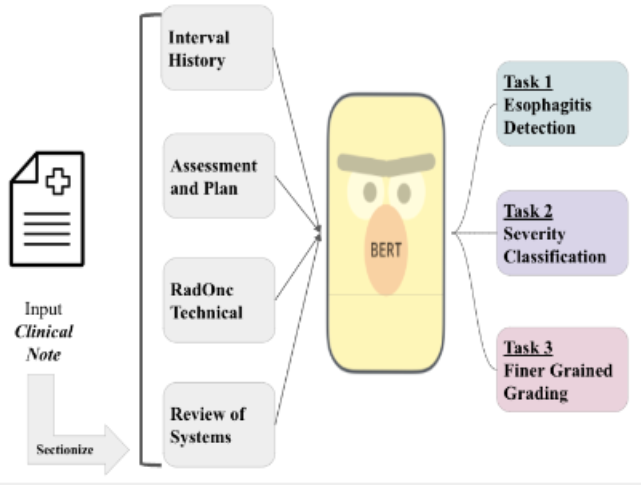 Interval
History
Assessment
and Plan
RadOnc
Technical
Review of
Systems
Input
Clinical
Note
Sectionize
BERT
Task 1
Esophagitis
Detection
Task 2
Severity
Classification
Task 3
Finer Grained
Grading